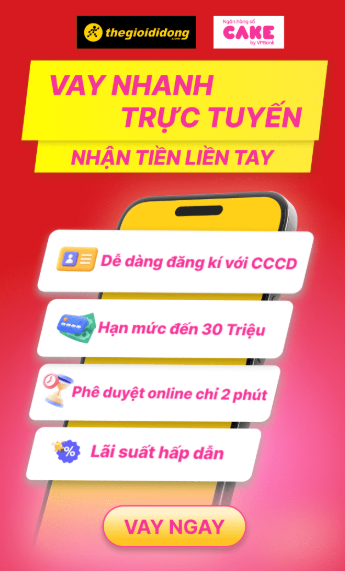 thegioididong
.com
Ngân hàng số
CAKE
by VPBank
VAY NHANH
TRỰC TUYẾN
NHẬN TIỀN LIỀN TAY
Dễ dàng đăng kí với CCCD
Hạn mức đến 30 Triệu
Phê duyệt online chỉ 2 phút
%
Lãi suất hấp dẫn
VAY NGAY